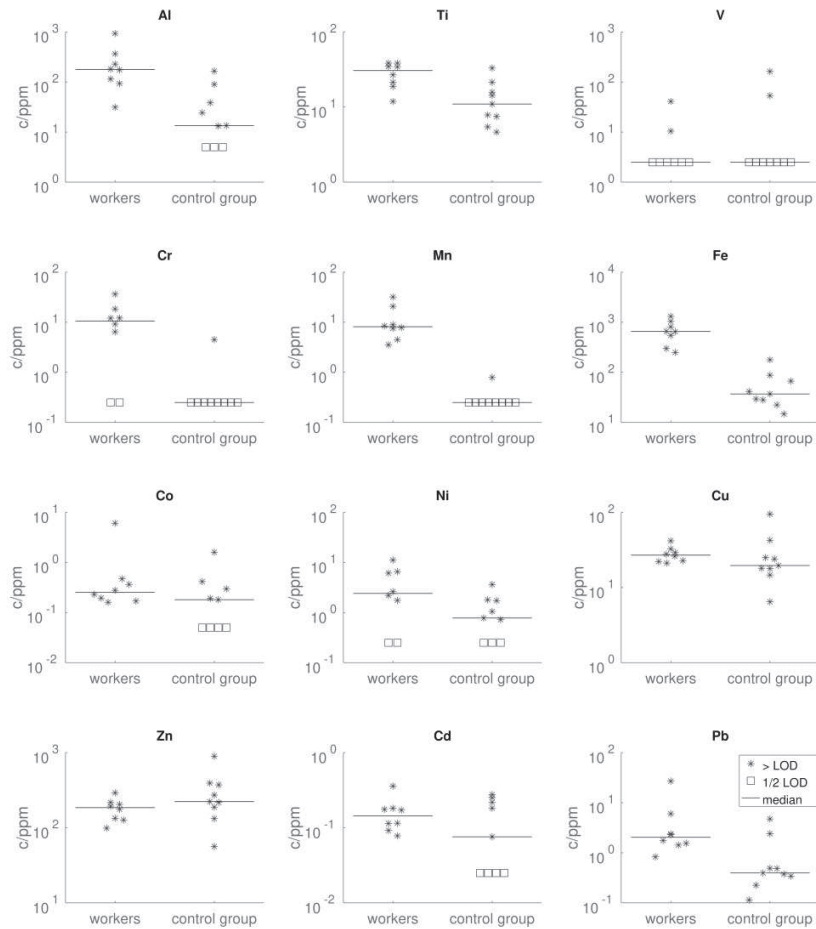 Al
Ti
V
10^3
10^2
10^1
10^0
c/ppm
workers
control group
10^2
10^1
10^0
c/ppm
workers
control group
10^3
10^2
10^1
10^0
c/ppm
workers
control group
Cr
Mn
Fe
10^2
10^1
10^0
10^-1
c/ppm
workers
control group
10^2
10^1
10^0
10^-1
c/ppm
workers
control group
10^4
10^3
10^2
10^1
c/ppm
workers
control group
Co
Ni
Cu
10^1
10^0
10^-1
10^-2
c/ppm
workers
control group
10^2
10^1
10^0
10^-1
c/ppm
workers
control group
10^2
10^1
10^0
c/ppm
workers
control group
Zn
Cd
Pb
10^3
10^2
10^1
c/ppm
workers
control group
10^0
10^-1
10^-2
c/ppm
workers
control group
10^2
10^1
10^0
10^-1
c/ppm
workers
control group
> LOD
1/2 LOD
median